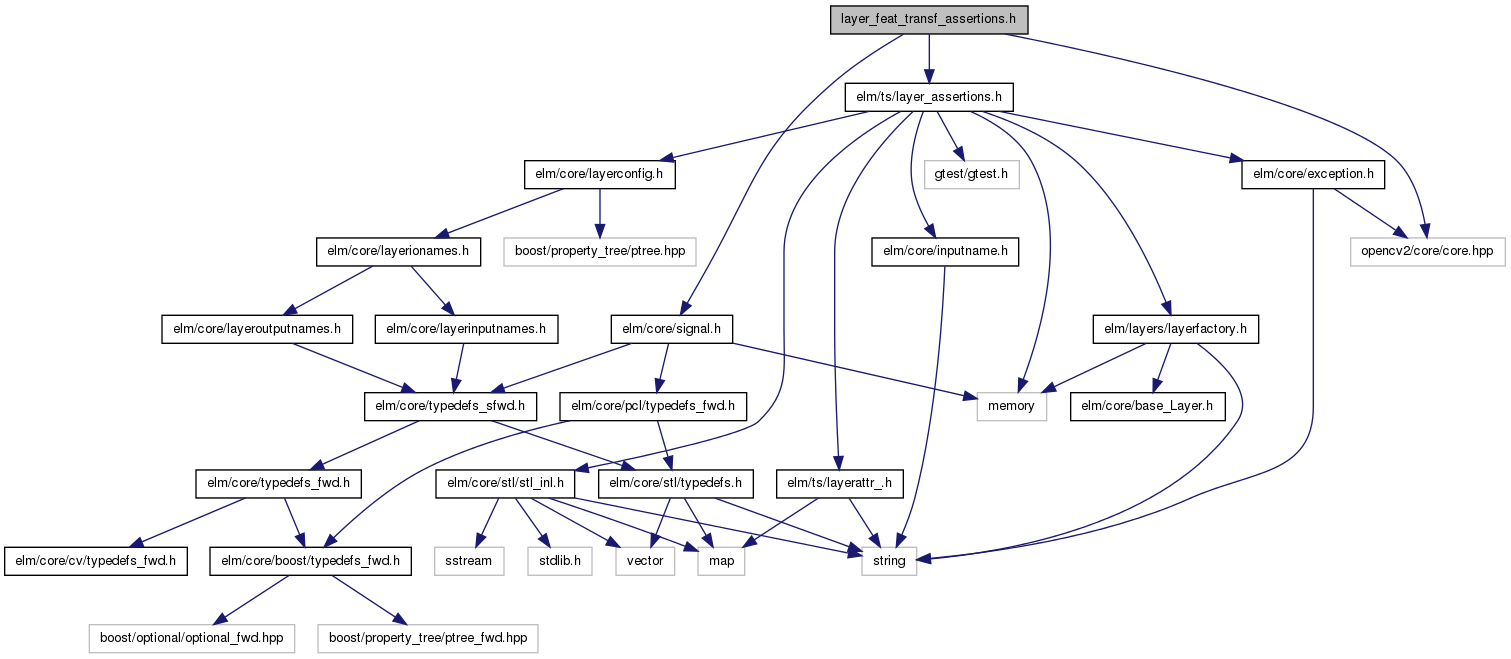 layer_feat_transf_assertions.h
elm/ts/layer_assertions.h
elm/core/layerconfig.h
gtest/gtest.h
elm/core/exception.h
elm/core/layerionames.h
boost/property_tree/ptree.hpp
elm/core/inputname.h
opencv2/core/core.hpp
elm/core/layeroutputnames.h
elm/core/layerinputnames.h
elm/core/signal.h
elm/layers/layerfactory.h
elm/core/typedefs_sfwd.h
elm/core/pcl/typedefs_fwd.h
memory
elm/core/base_Layer.h
elm/core/typedefs_fwd.h
elm/core/stl/stl_inl.h
elm/core/stl/typedefs.h
elm/ts/layerattr_.h
elm/core/cv/typedefs_fwd.h
elm/core/boost/typedefs_fwd.h
sstream
stdlib.h
vector
map
string
boost/optional/optional_fwd.hpp
boost/property_tree/ptree_fwd.hpp